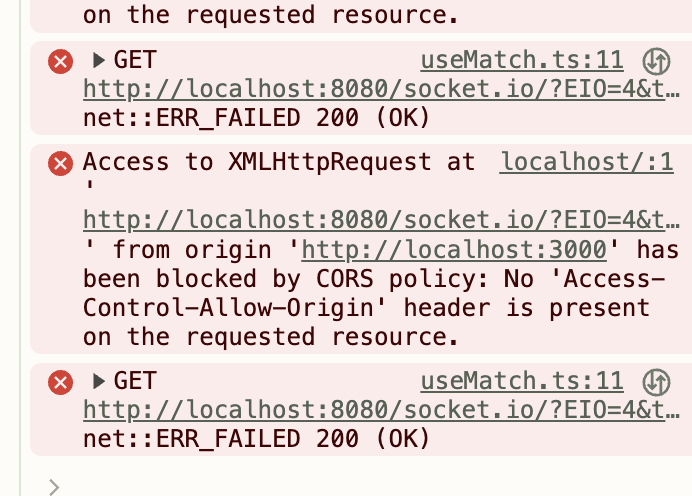 on the requested resource.
▶GET useMatch.ts:11
http://localhost:8080/socket.io/?EIO=4&t…
net::ERR_FAILED 200 (OK)
Access to XMLHttpRequest at localhost/:1
'
http://localhost:8080/socket.io/?EIO=4&t…
' from origin 'http://localhost:3000' has
been blocked by CORS policy: No 'Access-
Control-Allow-Origin' header is present
on the requested resource.
▶GET useMatch.ts:11
http://localhost:8080/socket.io/?EIO=4&t…
net::ERR_FAILED 200 (OK)
>